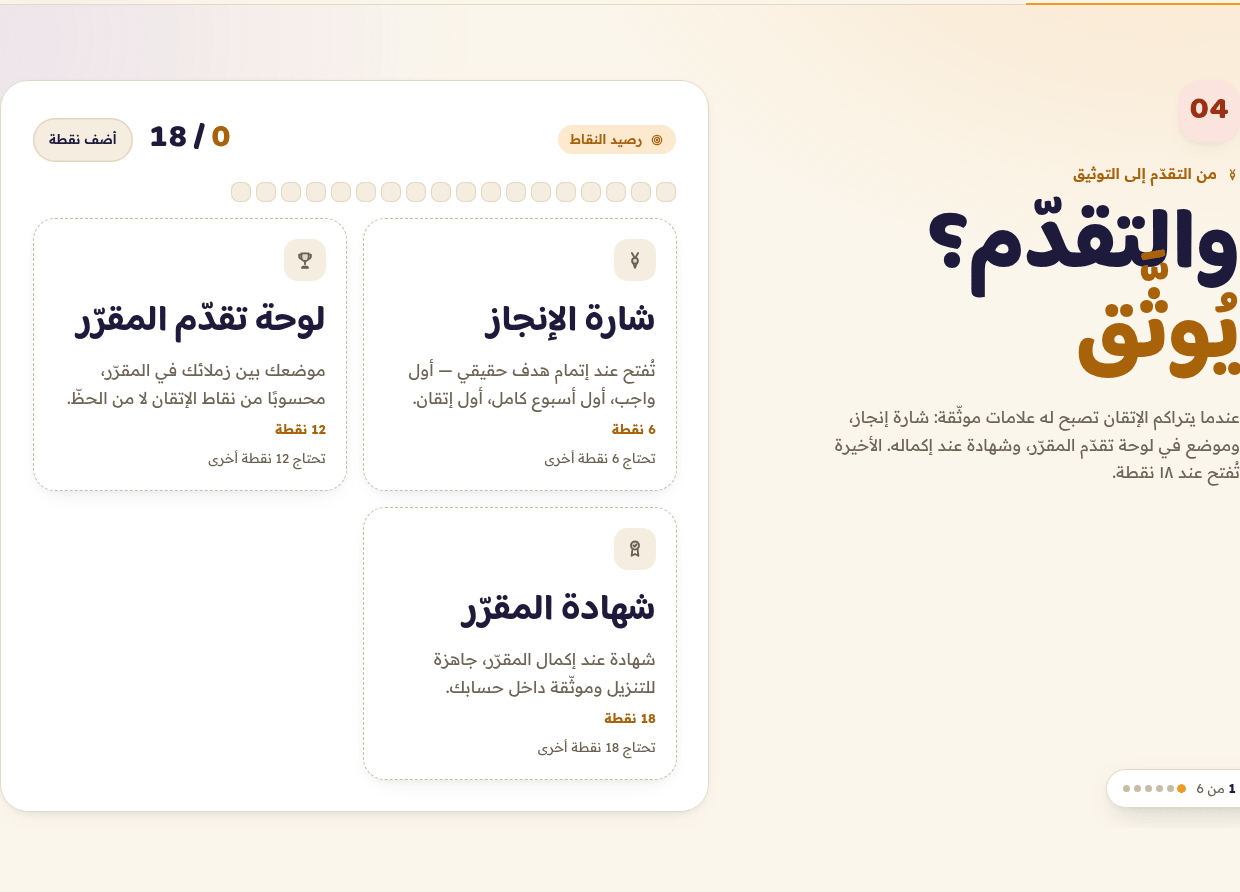 04
من التقدّم إلى التوثيق
والتقدّم؟
يُوثَّق
عندما يتراكم الإتقان تصبح له علامات موثّقة: شارة إنجاز،
وموضع في لوحة تقدّم المقرّر، وشهادة عند إكماله. الأخيرة
تُفتح عند ١٨ نقطة.
1 من 6
رصيد النقاط
0 / 18
أضف نقطة
شارة الإنجاز
تُفتح عند إتمام هدف حقيقي — أول
واجب، أول أسبوع كامل، أول إتقان.
6 نقطة
تحتاج 6 نقطة أخرى
لوحة تقدّم المقرّر
موضعك بين زملائك في المقرّر،
محسوبًا من نقاط الإتقان لا من الحظّ.
12 نقطة
تحتاج 12 نقطة أخرى
شهادة المقرّر
شهادة عند إكمال المقرّر، جاهزة
للتنزيل وموثّقة داخل حسابك.
18 نقطة
تحتاج 18 نقطة أخرى